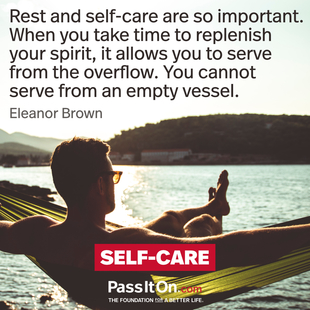 Rest and self-care are so important.
When you take time to replenish
your spirit, it allows you to serve
from the overflow. You cannot
serve from an empty vessel.
Eleanor Brown
SELF-CARE
PassItOn.com
THE FOUNDATION FOR A BETTER LIFE.